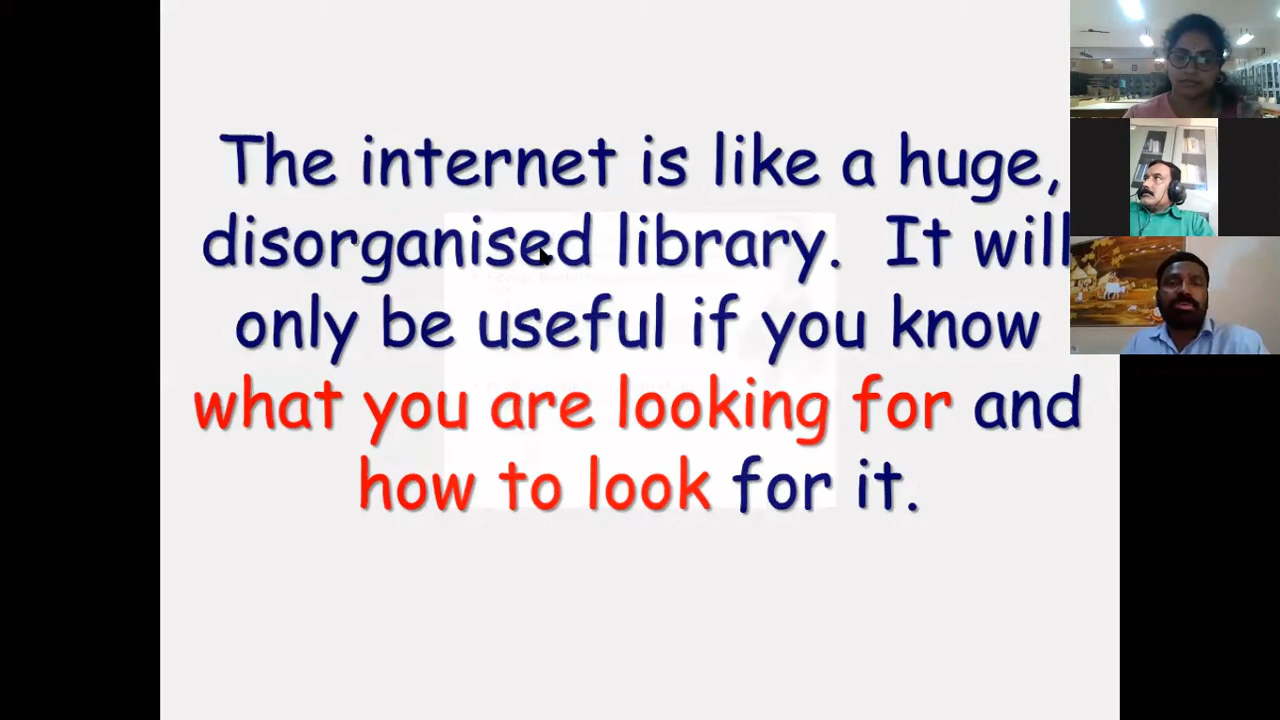 The internet is like a huge,
disorganised library. It will
only be useful if you know
what you are looking for and
how to look for it.